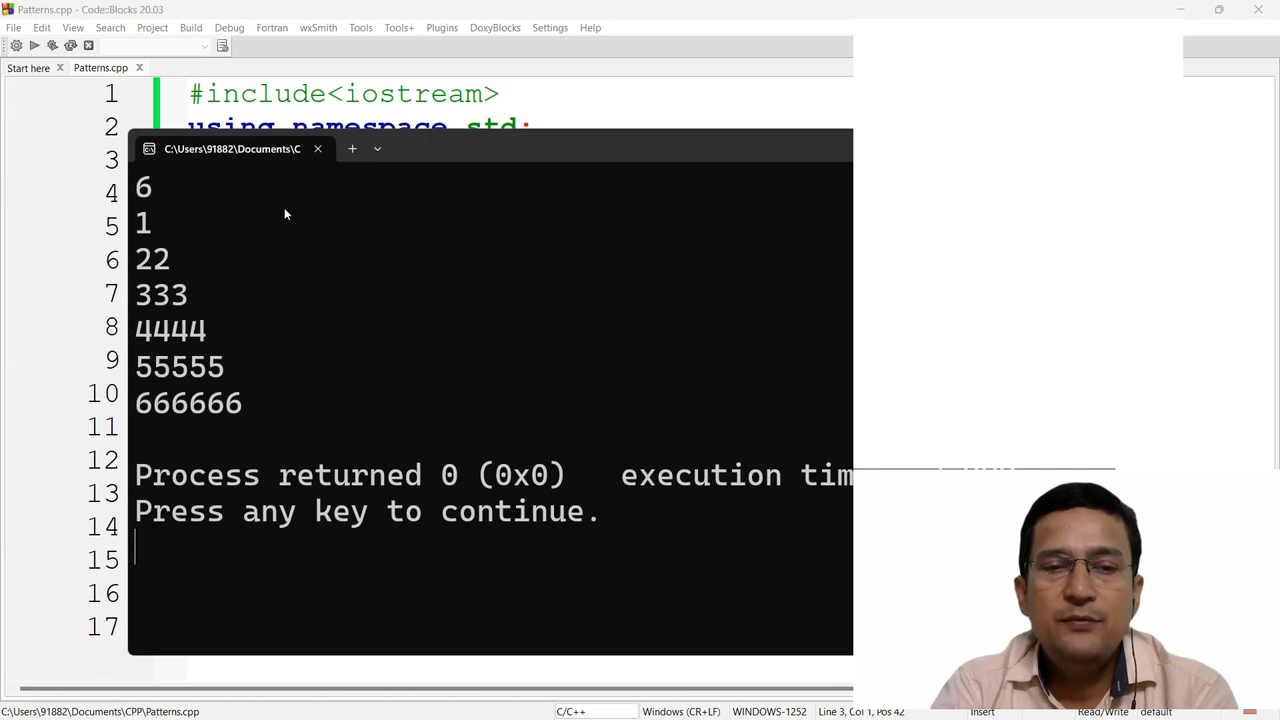 Patterns.cpp - Code::Blocks 20.03
File Edit View Search Project Build Debug Fortran wxSmith Tools Tools+ Plugins DoxyBlocks Settings Help
Start here Patterns.cpp
1 #include<iostream>
2 using namespace std;
C:\Users\91882\Documents\C
3
4
5
6
7
8
9
10
11
12
13
14
15
16
17
6
1
22
333
4444
55555
666666
Process returned 0 (0x0) execution tim
Press any key to continue.
C:\Users\91882\Documents\CPP\Patterns.cpp C/C++ Windows (CR+LF) WINDOWS-1252 Line 3, Col 1, Pos 42 Insert Read/Write default